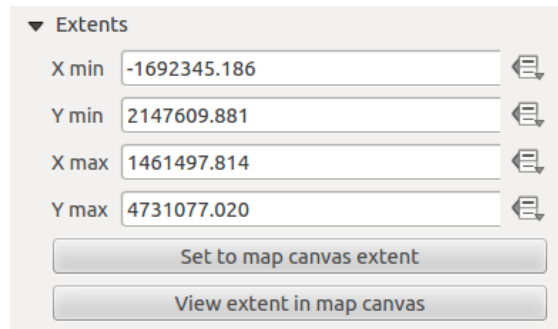 Extents
X min -1692345.186
Y min 2147609.881
X max 1461497.814
Y max 4731077.020
Set to map canvas extent
View extent in map canvas